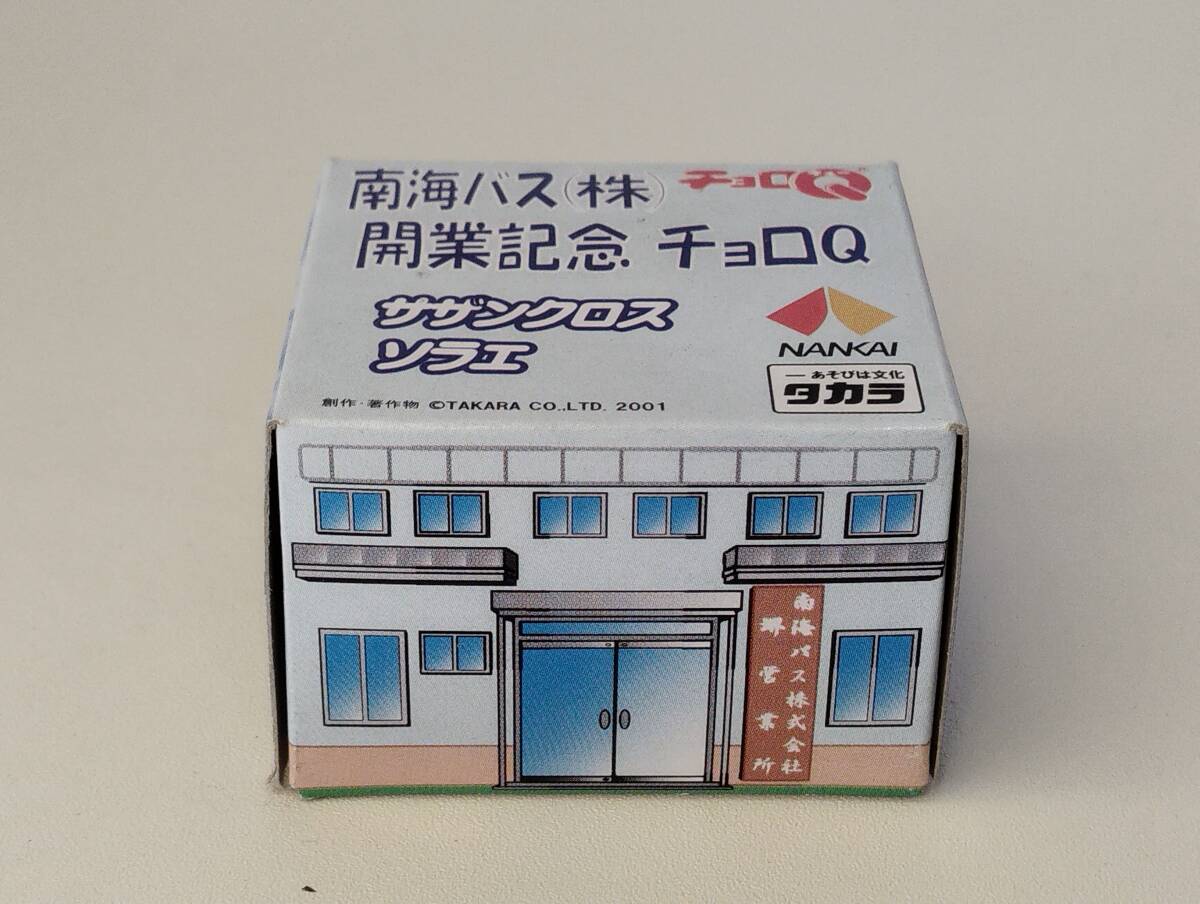 南海バス(株) チョロQ
開業記念 チョロQ
サザンクロス
ソラエ
NANKAI
あそびは文化
タカラ
創作・著作物 ©TAKARA CO.,LTD. 2001
南海バス株式会社
堺営業所